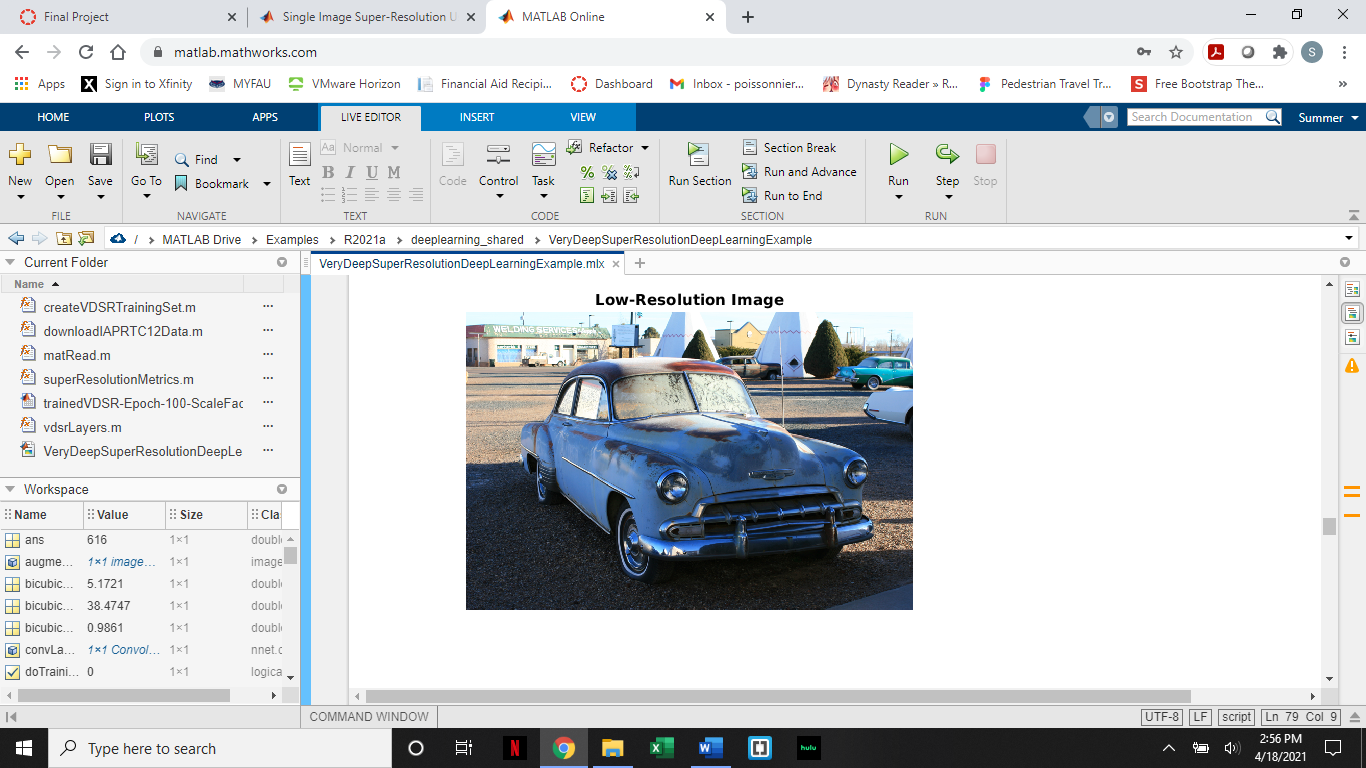 Final Project
Single Image Super-Resolution U
MATLAB Online
matlab.mathworks.com
S
Apps
Sign in to Xfinity
MYFAU
VMware Horizon
Financial Aid Recipi...
Dashboard
Inbox - poissonnier...
Dynasty Reader » R...
Pedestrian Travel Tr...
Free Bootstrap The...
»
HOME
PLOTS
APPS
LIVE EDITOR
INSERT
VIEW
Search Documentation
Summer
New
Open
Save
FILE
Go To
Find
Bookmark
NAVIGATE
Text
Aa Normal
B I U M
TEXT
Code
Control
Task
Refactor
CODE
Run Section
Section Break
Run and Advance
Run to End
SECTION
Run
Step
Stop
RUN
/ › MATLAB Drive › Examples › R2021a › deeplearning_shared › VeryDeepSuperResolutionDeepLearningExample
Current Folder
Name
createVDSRTrainingSet.m
downloadIAPRTC12Data.m
matRead.m
superResolutionMetrics.m
trainedVDSR-Epoch-100-ScaleFac
vdsrLayers.m
VeryDeepSuperResolutionDeepLe
Workspace
Name Value Size Cla
ans 616 1×1 doubl
augme... 1×1 image... 1×1 image
bicubic... 5.1721 1×1 doubl
bicubic... 38.4747 1×1 doubl
bicubic... 0.9861 1×1 doubl
convLa... 1×1 Convol... 1×1 nnet.c
doTraini... 0 1×1 logica
VeryDeepSuperResolutionDeepLearningExample.mlx
Low-Resolution Image
WELDING SERVICE
COMMAND WINDOW
UTF-8 LF script Ln 79 Col 9
Type here to search
N
hulu
2:56 PM
4/18/2021